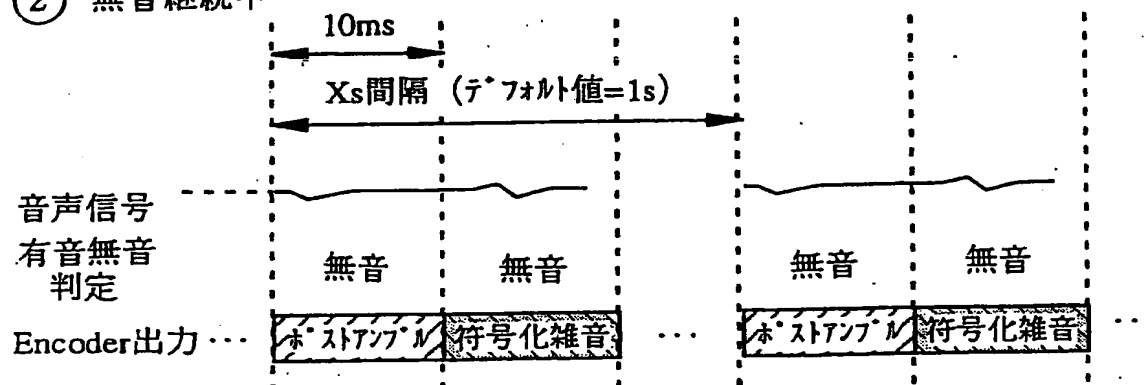 ② 無音継続中
10ms
Xs間隔 (デフォルト値=1s)
音声信号
有音無音
判定
無音 無音 無音 無音
Encoder出力… ポストアンブル 符号化雑音 … ポストアンブル 符号化雑音 …